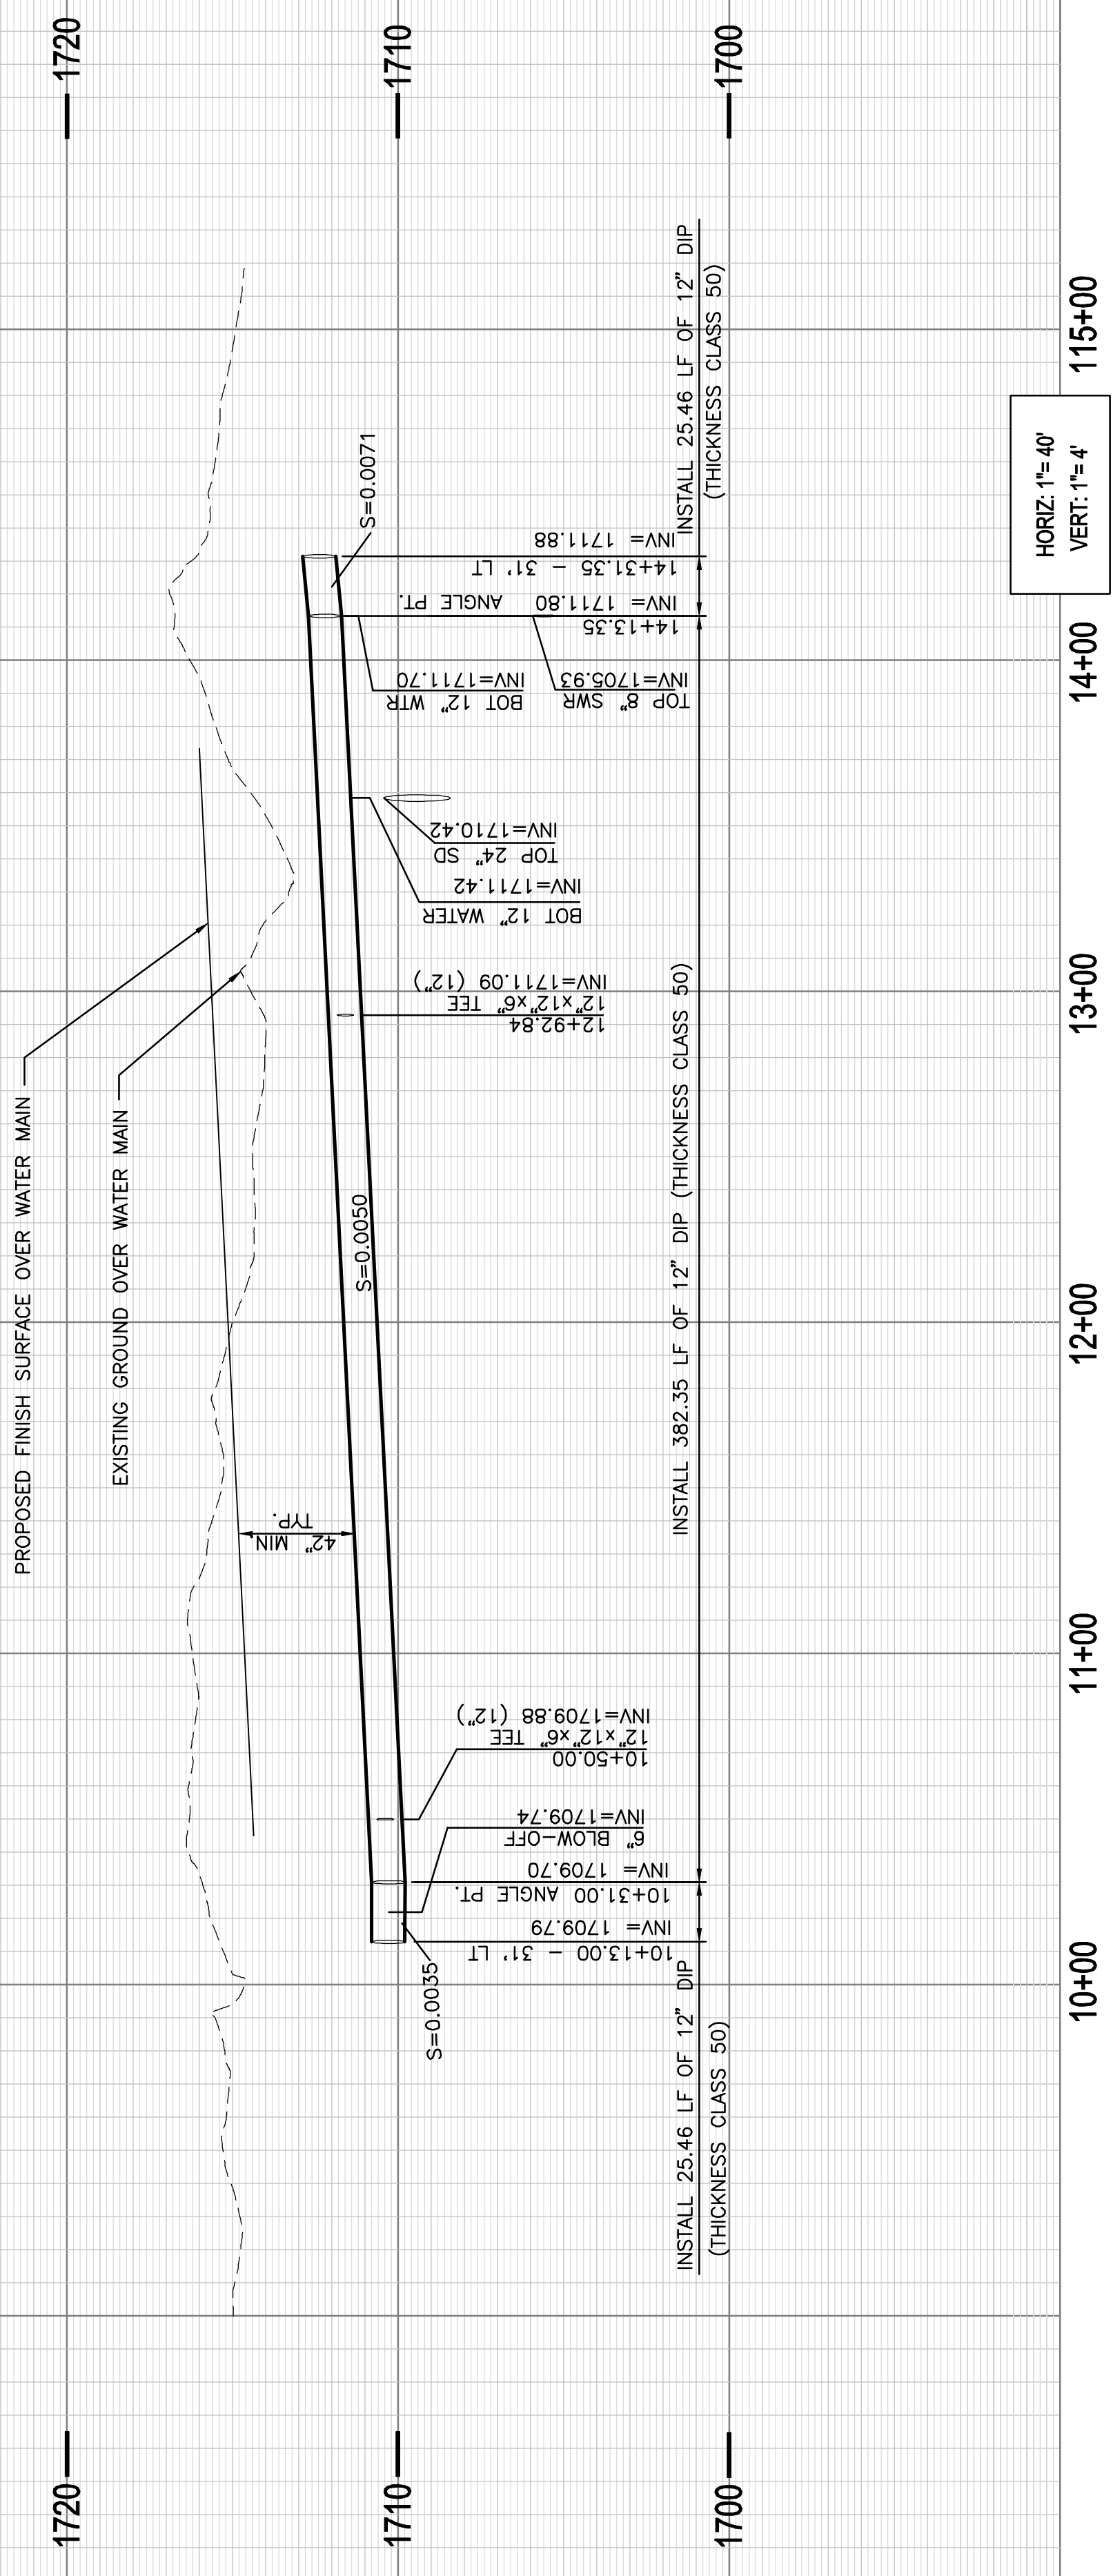 1720
1710
1700
1720
1710
1700
PROPOSED FINISH SURFACE OVER WATER MAIN
EXISTING GROUND OVER WATER MAIN
42" MIN.
TYP.
S=0.0035
S=0.0050
S=0.0071
10+13.00 - 31' LT
INV= 1709.79
10+31.00 ANGLE PT.
INV= 1709.70
6" BLOW-OFF
INV=1709.74
10+50.00
12"x12"x6" TEE
INV=1709.88 (12")
12+92.84
12"x12"x6" TEE
INV=1711.09 (12")
BOT 12" WATER
INV=1711.42
TOP 24" SD
INV=1710.42
BOT 12" WTR
INV=1711.70
TOP 8" SWR
INV=1705.93
14+13.35
INV= 1711.80 ANGLE PT.
14+31.35 - 31' LT
INV= 1711.88
INSTALL 25.46 LF OF 12" DIP
(THICKNESS CLASS 50)
INSTALL 382.35 LF OF 12" DIP (THICKNESS CLASS 50)
INSTALL 25.46 LF OF 12" DIP
(THICKNESS CLASS 50)
10+00
11+00
12+00
13+00
14+00
115+00
HORIZ: 1"= 40'
VERT: 1"= 4'